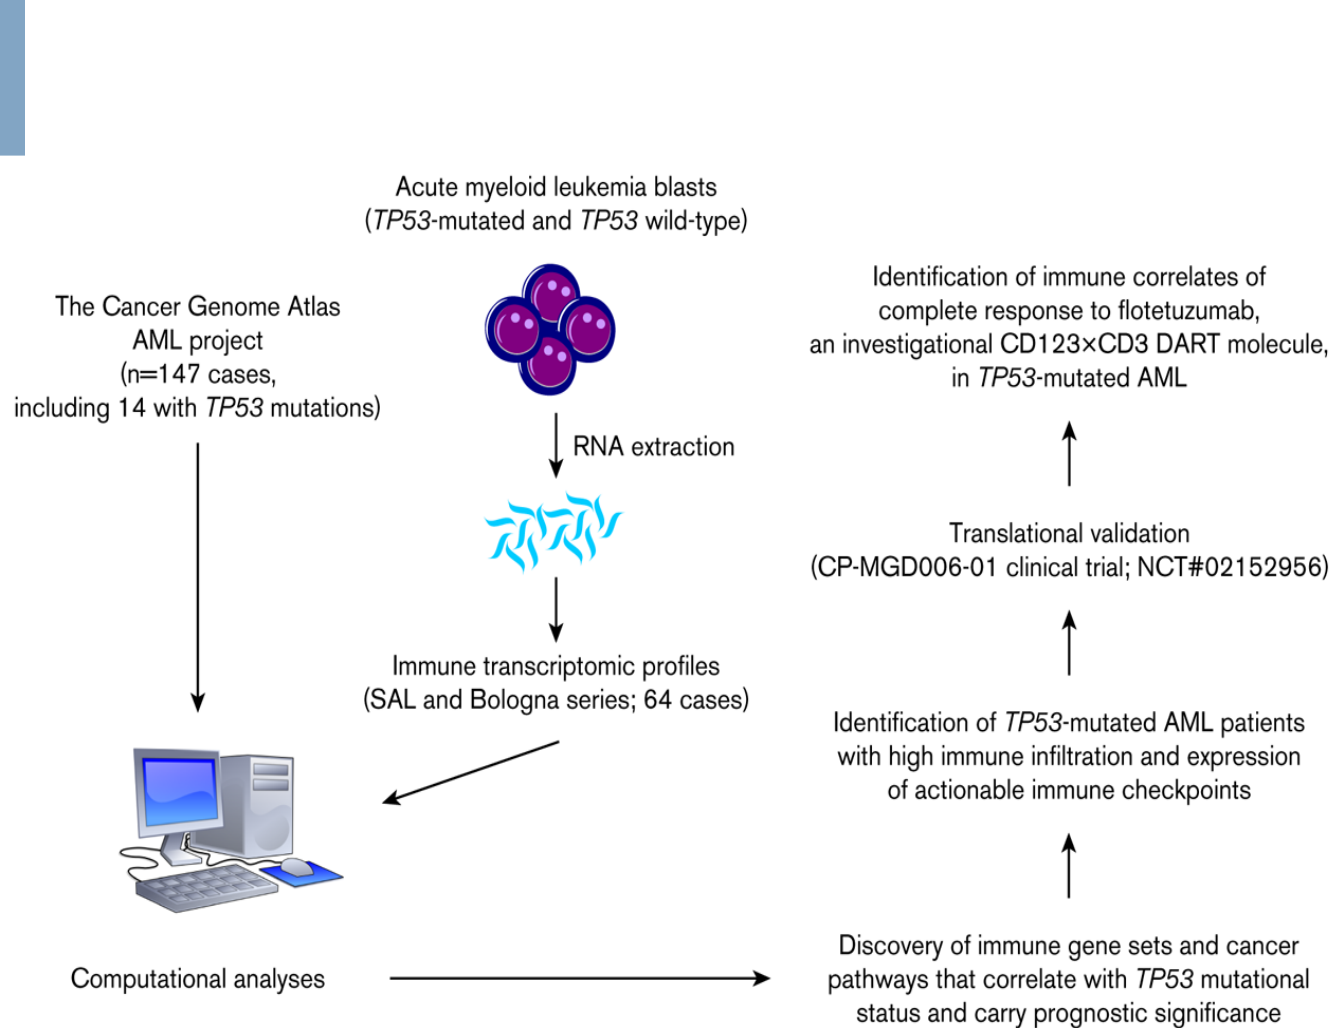 Acute myeloid leukemia blasts
(TP53-mutated and TP53 wild-type)
The Cancer Genome Atlas
AML project
(n=147 cases,
including 14 with TP53 mutations)
RNA extraction
Immune transcriptomic profiles
(SAL and Bologna series; 64 cases)
Computational analyses
Discovery of immune gene sets and cancer
pathways that correlate with TP53 mutational
status and carry prognostic significance
Identification of TP53-mutated AML patients
with high immune infiltration and expression
of actionable immune checkpoints
Translational validation
(CP-MGD006-01 clinical trial; NCT#02152956)
Identification of immune correlates of
complete response to flotetuzumab,
an investigational CD123×CD3 DART molecule,
in TP53-mutated AML